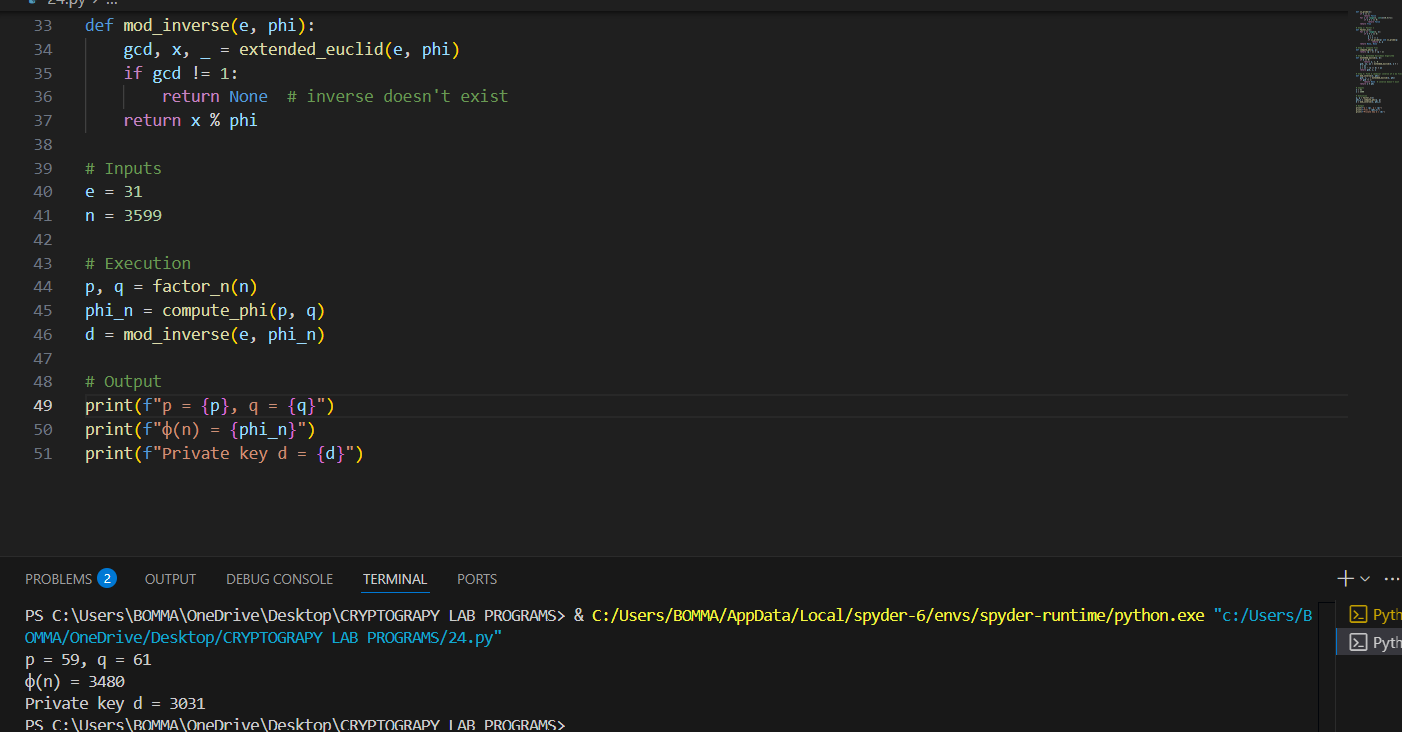 24.py > ...
33 def mod_inverse(e, phi):
34     gcd, x, _ = extended_euclid(e, phi)
35     if gcd != 1:
36         return None  # inverse doesn't exist
37     return x % phi
38
39 # Inputs
40 e = 31
41 n = 3599
42
43 # Execution
44 p, q = factor_n(n)
45 phi_n = compute_phi(p, q)
46 d = mod_inverse(e, phi_n)
47
48 # Output
49 print(f"p = {p}, q = {q}")
50 print(f"ϕ(n) = {phi_n}")
51 print(f"Private key d = {d}")
PROBLEMS 2 OUTPUT DEBUG CONSOLE TERMINAL PORTS
PS C:\Users\BOMMA\OneDrive\Desktop\CRYPTOGRAPY LAB PROGRAMS> & C:/Users/BOMMA/AppData/Local/spyder-6/envs/spyder-runtime/python.exe "c:/Users/B
OMMA/OneDrive/Desktop/CRYPTOGRAPY LAB PROGRAMS/24.py"
p = 59, q = 61
ϕ(n) = 3480
Private key d = 3031
PS C:\Users\BOMMA\OneDrive\Desktop\CRYPTOGRAPY LAB PROGRAMS>
Pyth
Pyth